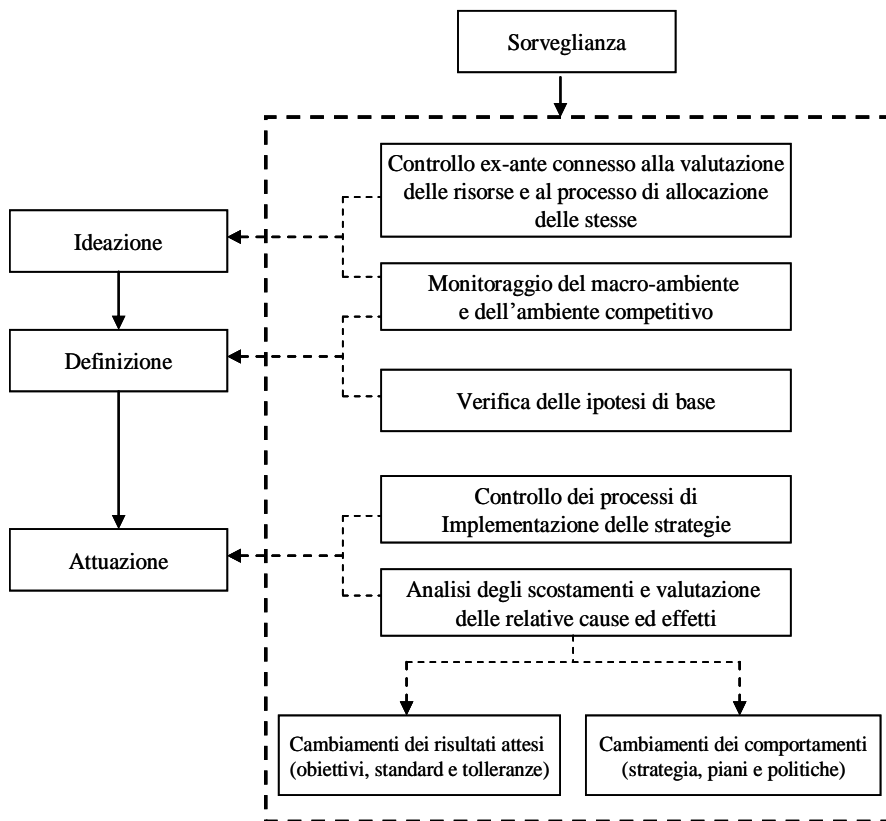 Sorveglianza
Controllo ex-ante connesso alla valutazione
delle risorse e al processo di allocazione
delle stesse
Ideazione
Monitoraggio del macro-ambiente
e dell'ambiente competitivo
Definizione
Verifica delle ipotesi di base
Controllo dei processi di
Implementazione delle strategie
Attuazione
Analisi degli scostamenti e valutazione
delle relative cause ed effetti
Cambiamenti dei risultati attesi
(obiettivi, standard e tolleranze)
Cambiamenti dei comportamenti
(strategia, piani e politiche)